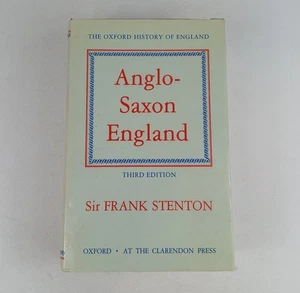 THE OXFORD HISTORY OF ENGLAND
Anglo-
Saxon
England
THIRD EDITION
Sir FRANK STENTON
OXFORD • AT THE CLARENDON PRESS